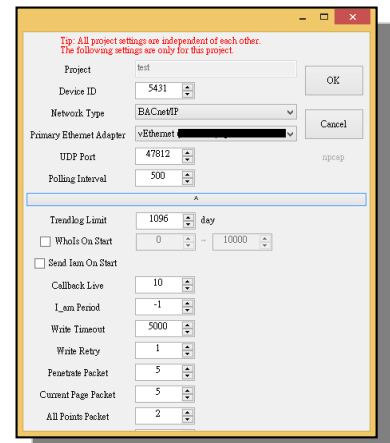 Tip: All project settings are independent of each other.
The following settings are only for this project.
Project test
OK
Device ID 5431
Network Type BACnet/IP
Cancel
Primary Ethernet Adapter vEthernet
UDP Port 47812
npcap
Polling Interval 500
^
Trendlog Limit 1096 day
WhoIs On Start 0 ~ 10000
Send Iam On Start
Callback Live 10
I_am Period -1
Write Timeout 5000
Write Retry 1
Penetrate Packet 5
Current Page Packet 5
All Points Packet 2